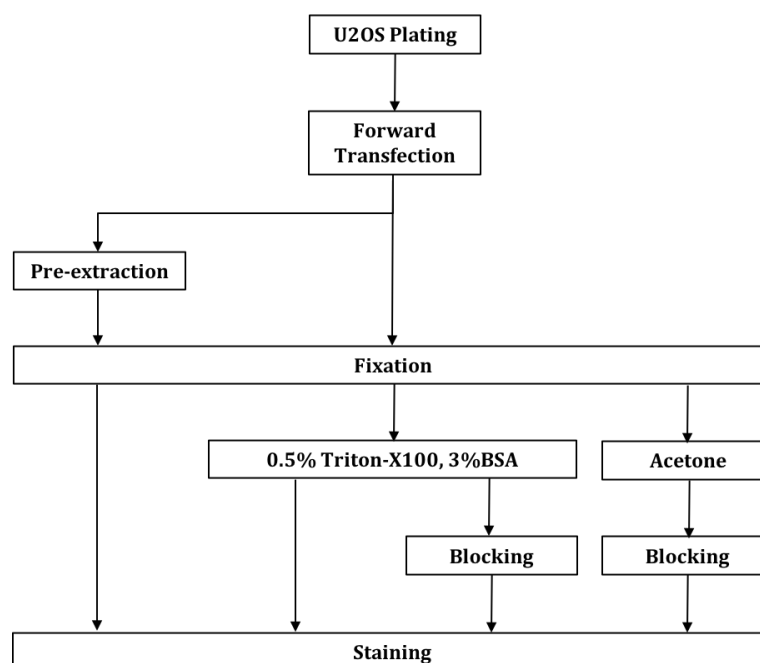 U2OS Plating
Forward
Transfection
Pre-extraction
Fixation
0.5% Triton-X100, 3%BSA
Acetone
Blocking
Blocking
Staining